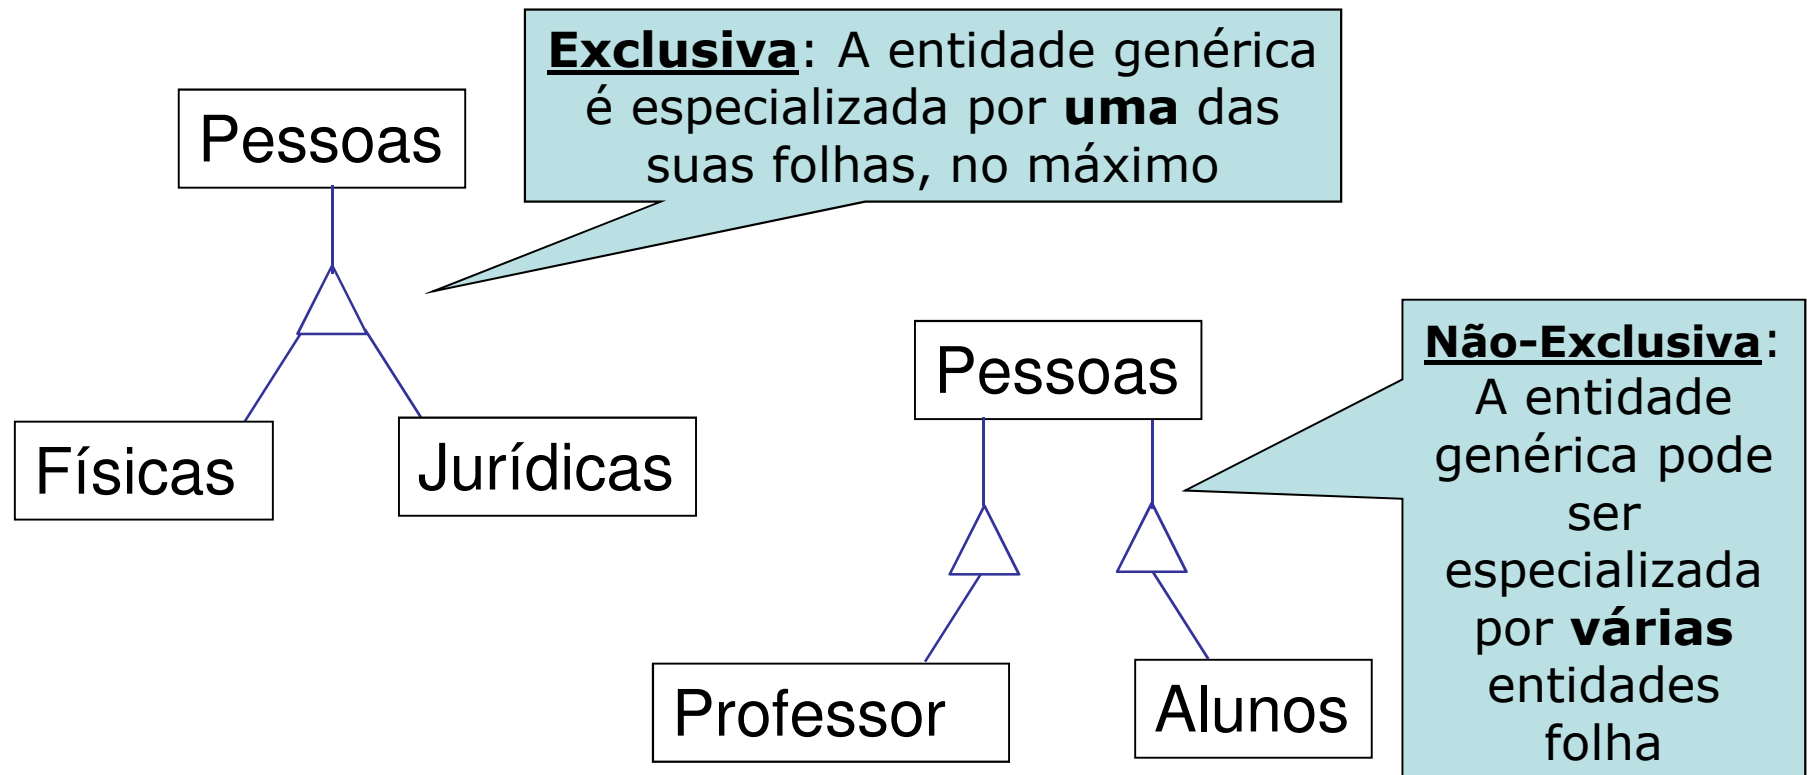 Exclusiva: A entidade genérica
é especializada por uma das
suas folhas, no máximo
Pessoas
Físicas
Jurídicas
Pessoas
Professor
Alunos
Não-Exclusiva:
A entidade
genérica pode
ser
especializada
por várias
entidades
folha